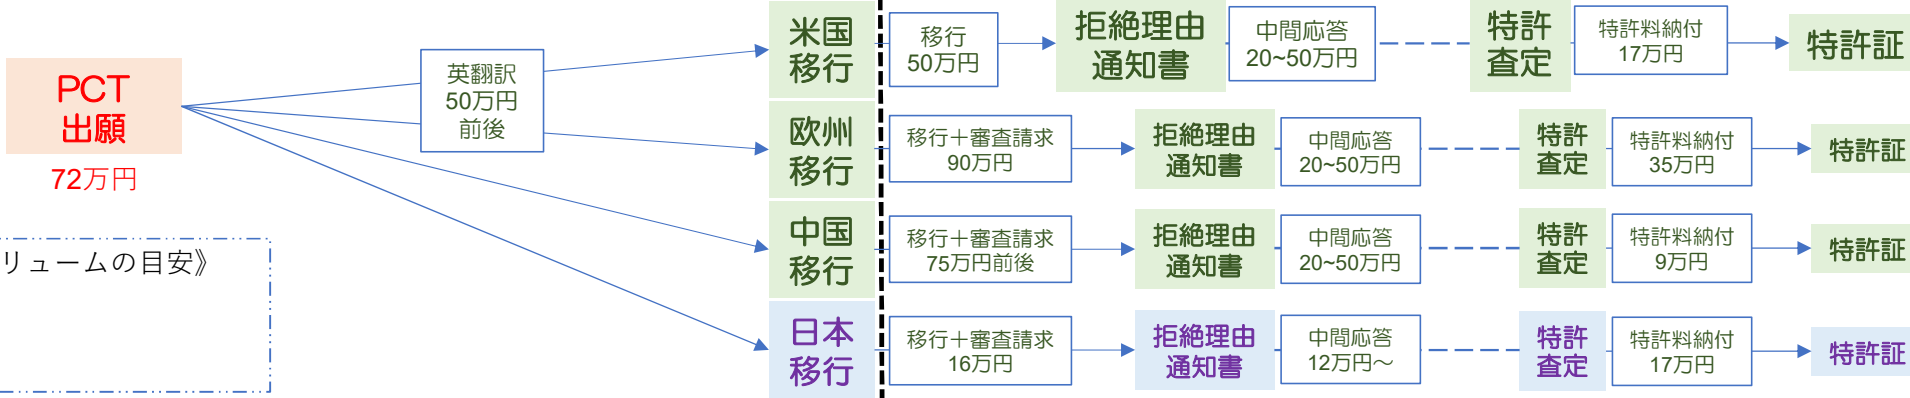 PCT
出願
72万円
英翻訳
50万円
前後
リュームの目安》
米国
移行
移行
50万円
拒絶理由
通知書
中間応答
20~50万円
特許
査定
特許料納付
17万円
特許証
欧州
移行
移行＋審査請求
90万円
拒絶理由
通知書
中間応答
20~50万円
特許
査定
特許料納付
35万円
特許証
中国
移行
移行＋審査請求
75万円前後
拒絶理由
通知書
中間応答
20~50万円
特許
査定
特許料納付
9万円
特許証
日本
移行
移行＋審査請求
16万円
拒絶理由
通知書
中間応答
12万円～
特許
査定
特許料納付
17万円
特許証